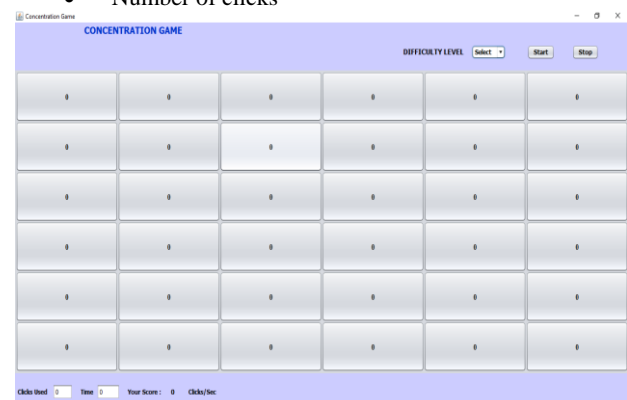 • Number of clicks
Concentration Game
CONCENTRATION GAME
DIFFICULTY LEVEL Select Start Stop
0 0 0 0 0 0
0 0 0 0 0 0
0 0 0 0 0 0
0 0 0 0 0 0
0 0 0 0 0 0
0 0 0 0 0 0
Clicks Used 0 Time 0 Your Score : 0 Clicks/Sec